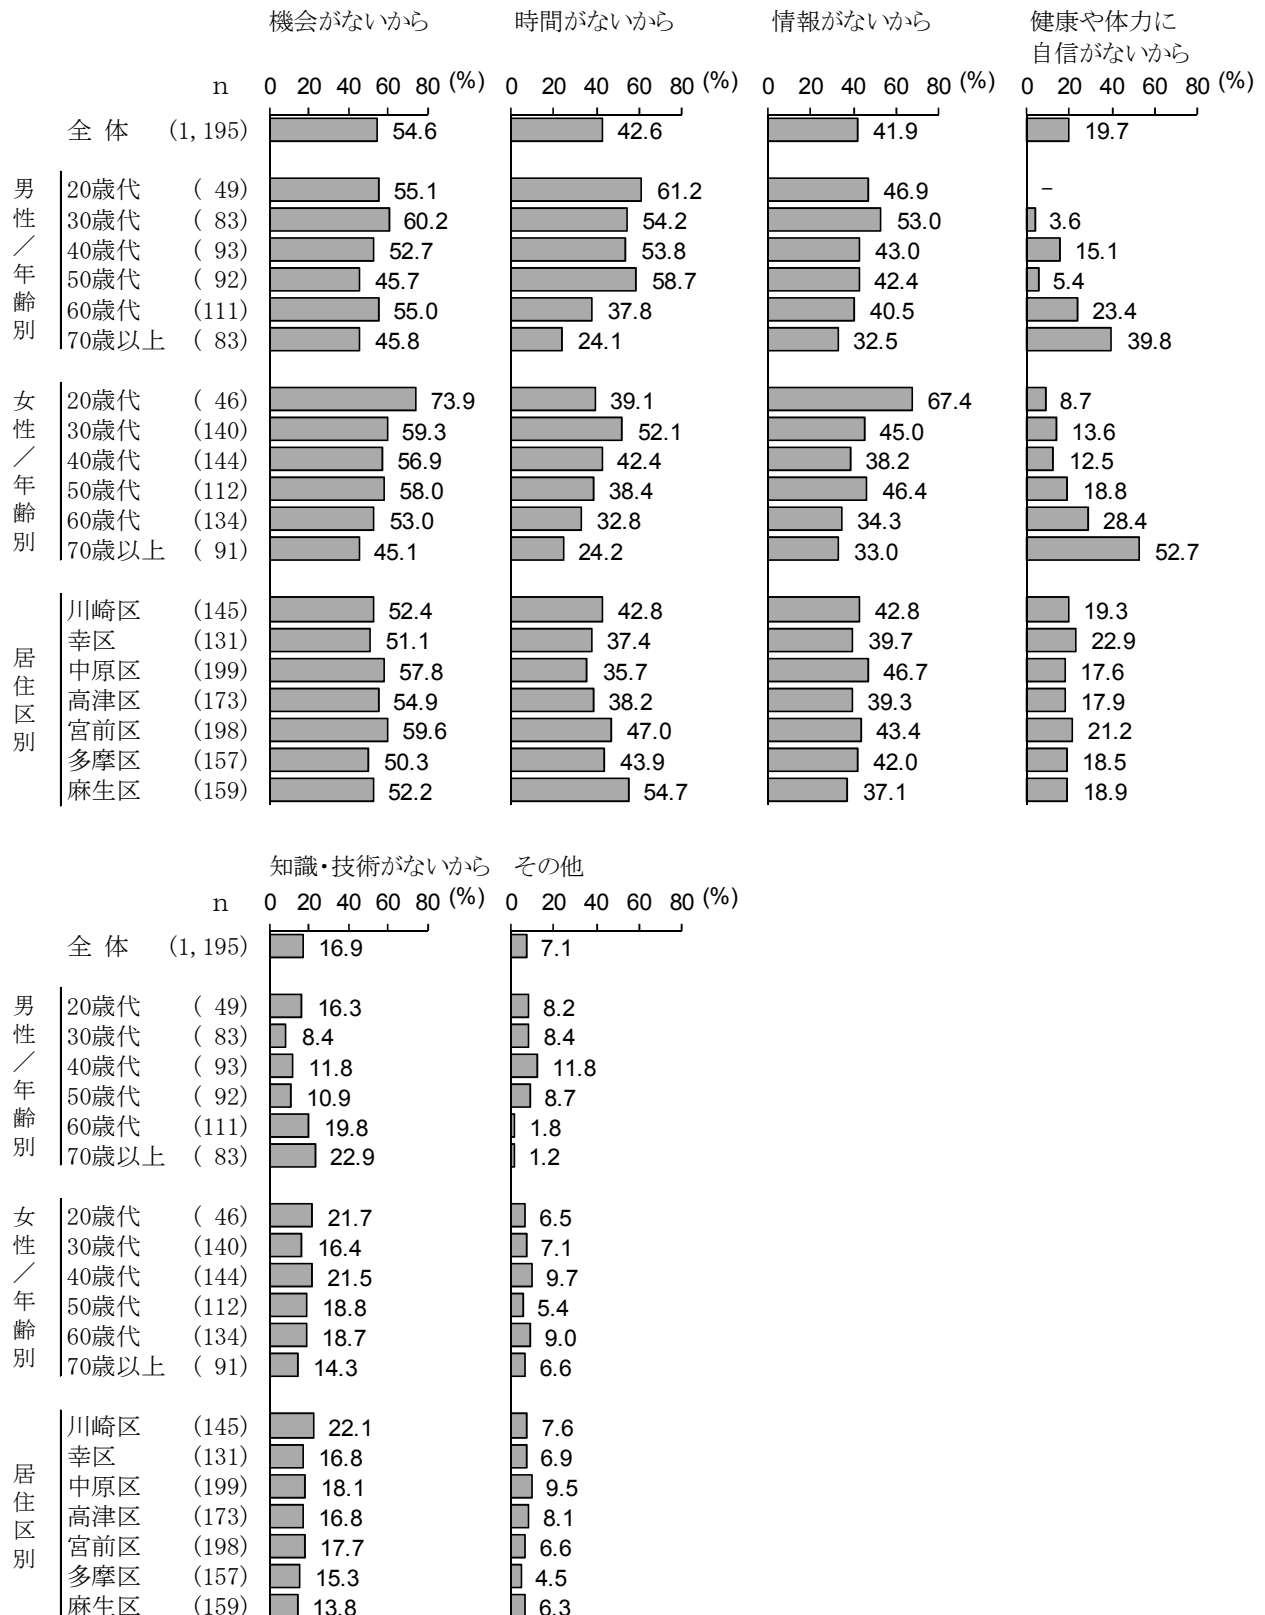 機会がないから 時間がないから 情報がないから 健康や体力に
自信がないから
n 0 20 40 60 80 (%) 0 20 40 60 80 (%) 0 20 40 60 80 (%) 0 20 40 60 80 (%)
全 体 (1,195) 54.6 42.6 41.9 19.7
男性/年齢別
20歳代 ( 49) 55.1 61.2 46.9 -
30歳代 ( 83) 60.2 54.2 53.0 3.6
40歳代 ( 93) 52.7 53.8 43.0 15.1
50歳代 ( 92) 45.7 58.7 42.4 5.4
60歳代 (111) 55.0 37.8 40.5 23.4
70歳以上 ( 83) 45.8 24.1 32.5 39.8
女性/年齢別
20歳代 ( 46) 73.9 39.1 67.4 8.7
30歳代 (140) 59.3 52.1 45.0 13.6
40歳代 (144) 56.9 42.4 38.2 12.5
50歳代 (112) 58.0 38.4 46.4 18.8
60歳代 (134) 53.0 32.8 34.3 28.4
70歳以上 ( 91) 45.1 24.2 33.0 52.7
居住区別
川崎区 (145) 52.4 42.8 42.8 19.3
幸区 (131) 51.1 37.4 39.7 22.9
中原区 (199) 57.8 35.7 46.7 17.6
高津区 (173) 54.9 38.2 39.3 17.9
宮前区 (198) 59.6 47.0 43.4 21.2
多摩区 (157) 50.3 43.9 42.0 18.5
麻生区 (159) 52.2 54.7 37.1 18.9
知識・技術がないから その他
n 0 20 40 60 80 (%) 0 20 40 60 80 (%)
全 体 (1,195) 16.9 7.1
男性/年齢別
20歳代 ( 49) 16.3 8.2
30歳代 ( 83) 8.4 8.4
40歳代 ( 93) 11.8 11.8
50歳代 ( 92) 10.9 8.7
60歳代 (111) 19.8 1.8
70歳以上 ( 83) 22.9 1.2
女性/年齢別
20歳代 ( 46) 21.7 6.5
30歳代 (140) 16.4 7.1
40歳代 (144) 21.5 9.7
50歳代 (112) 18.8 5.4
60歳代 (134) 18.7 9.0
70歳以上 ( 91) 14.3 6.6
居住区別
川崎区 (145) 22.1 7.6
幸区 (131) 16.8 6.9
中原区 (199) 18.1 9.5
高津区 (173) 16.8 8.1
宮前区 (198) 17.7 6.6
多摩区 (157) 15.3 4.5
麻生区 (159) 13.8 6.3